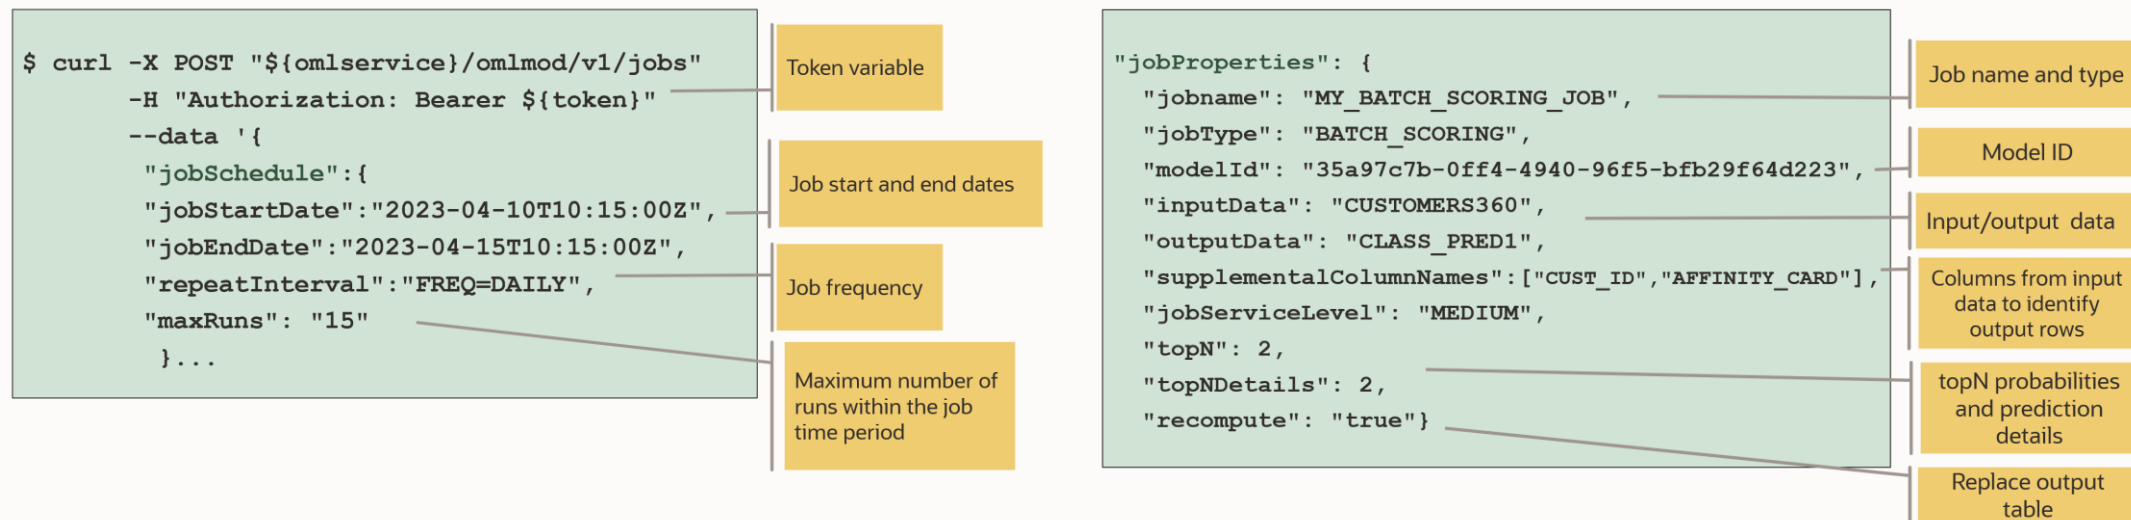 $ curl -X POST "${omlservice}/omlmod/v1/jobs"
-H "Authorization: Bearer ${token}"
--data '{
"jobSchedule":{
"jobStartDate":"2023-04-10T10:15:00Z",
"jobEndDate":"2023-04-15T10:15:00Z",
"repeatInterval":"FREQ=DAILY",
"maxRuns": "15"
}...
Token variable
Job start and end dates
Job frequency
Maximum number of
runs within the job
time period
"jobProperties": {
"jobname": "MY_BATCH_SCORING_JOB",
"jobType": "BATCH_SCORING",
"modelId": "35a97c7b-0ff4-4940-96f5-bfb29f64d223",
"inputData": "CUSTOMERS360",
"outputData": "CLASS_PRED1",
"supplementalColumnNames":["CUST_ID","AFFINITY_CARD"],
"jobServiceLevel": "MEDIUM",
"topN": 2,
"topNDetails": 2,
"recompute": "true"}
Job name and type
Model ID
Input/output data
Columns from input
data to identify
output rows
topN probabilities
and prediction
details
Replace output
table